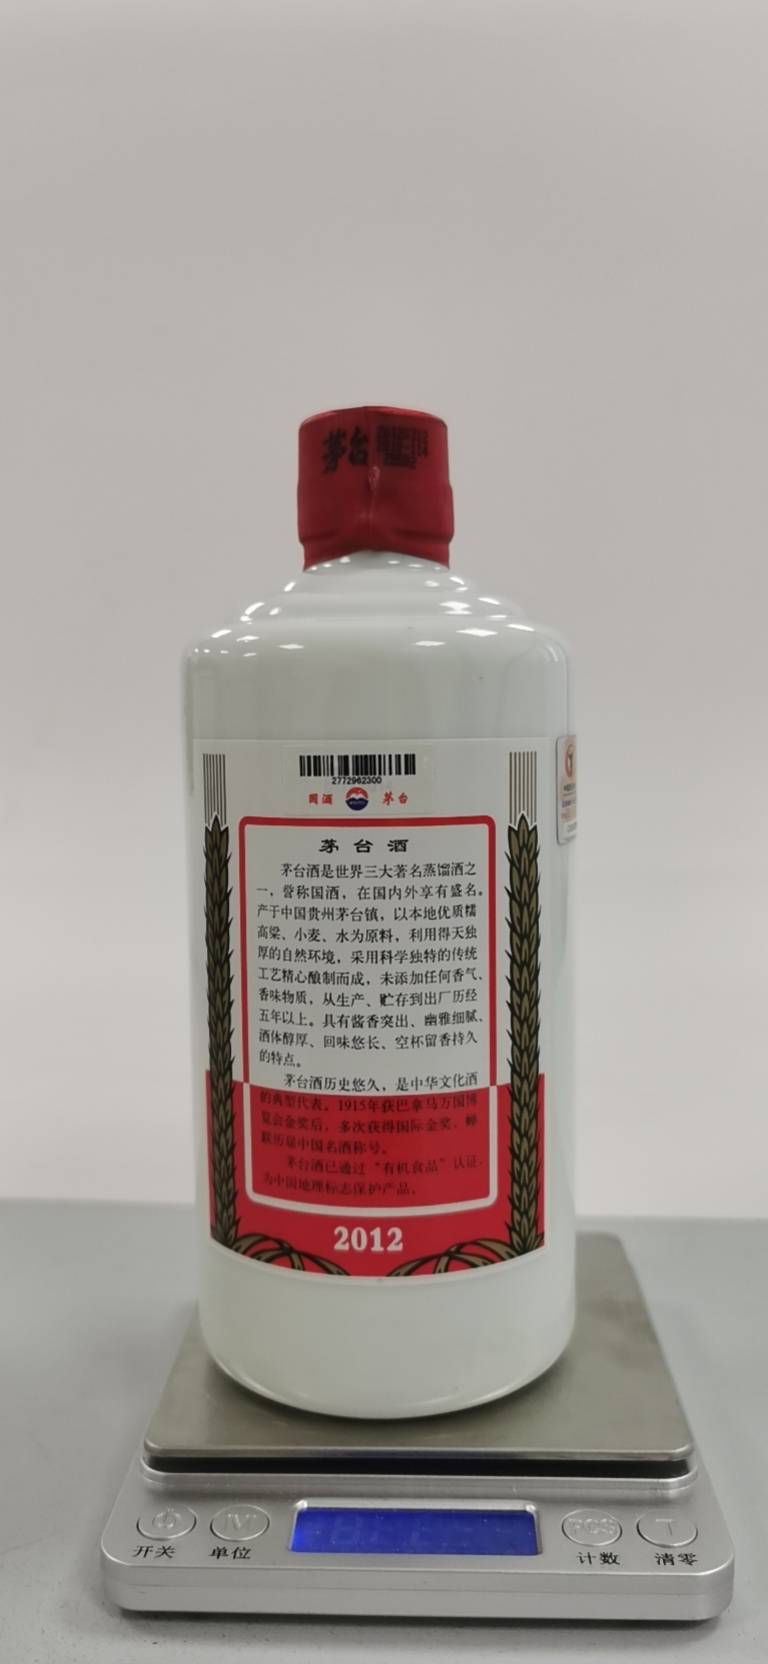 茅台
2772962300
国酒 茅台
茅台酒
茅台酒是世界三大著名蒸馏酒之
一，誉称国酒，在国内外享有盛名。
产于中国贵州茅台镇，以本地优质糯
高粱、小麦、水为原料，利用得天独
厚的自然环境，采用科学独特的传统
工艺精心酿制而成，未添加任何香气、
香味物质，从生产、贮存到出厂历经
五年以上。具有酱香突出、幽雅细腻、
酒体醇厚、回味悠长、空杯留香持久
的特点。
茅台酒历史悠久，是中华文化酒
的典型代表。1915年获巴拿马万国博
览会金奖后，多次获得国际金奖，蝉
联历届中国名酒称号。
茅台酒已通过“有机食品”认证，
为中国地理标志保护产品。
2012
M PCS T
开关 单位 计数 清零